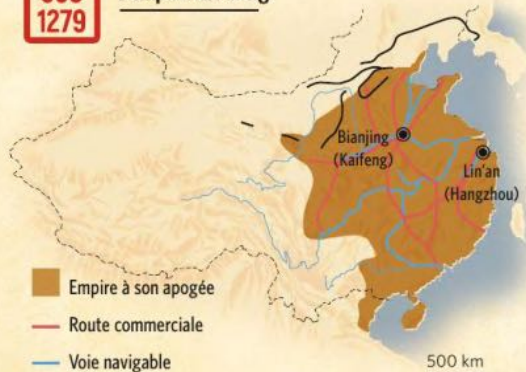 1279
Bianjing
(Kaifeng)
Lin'an
(Hangzhou)
Empire à son apogée
Route commerciale
Voie navigable
500 km